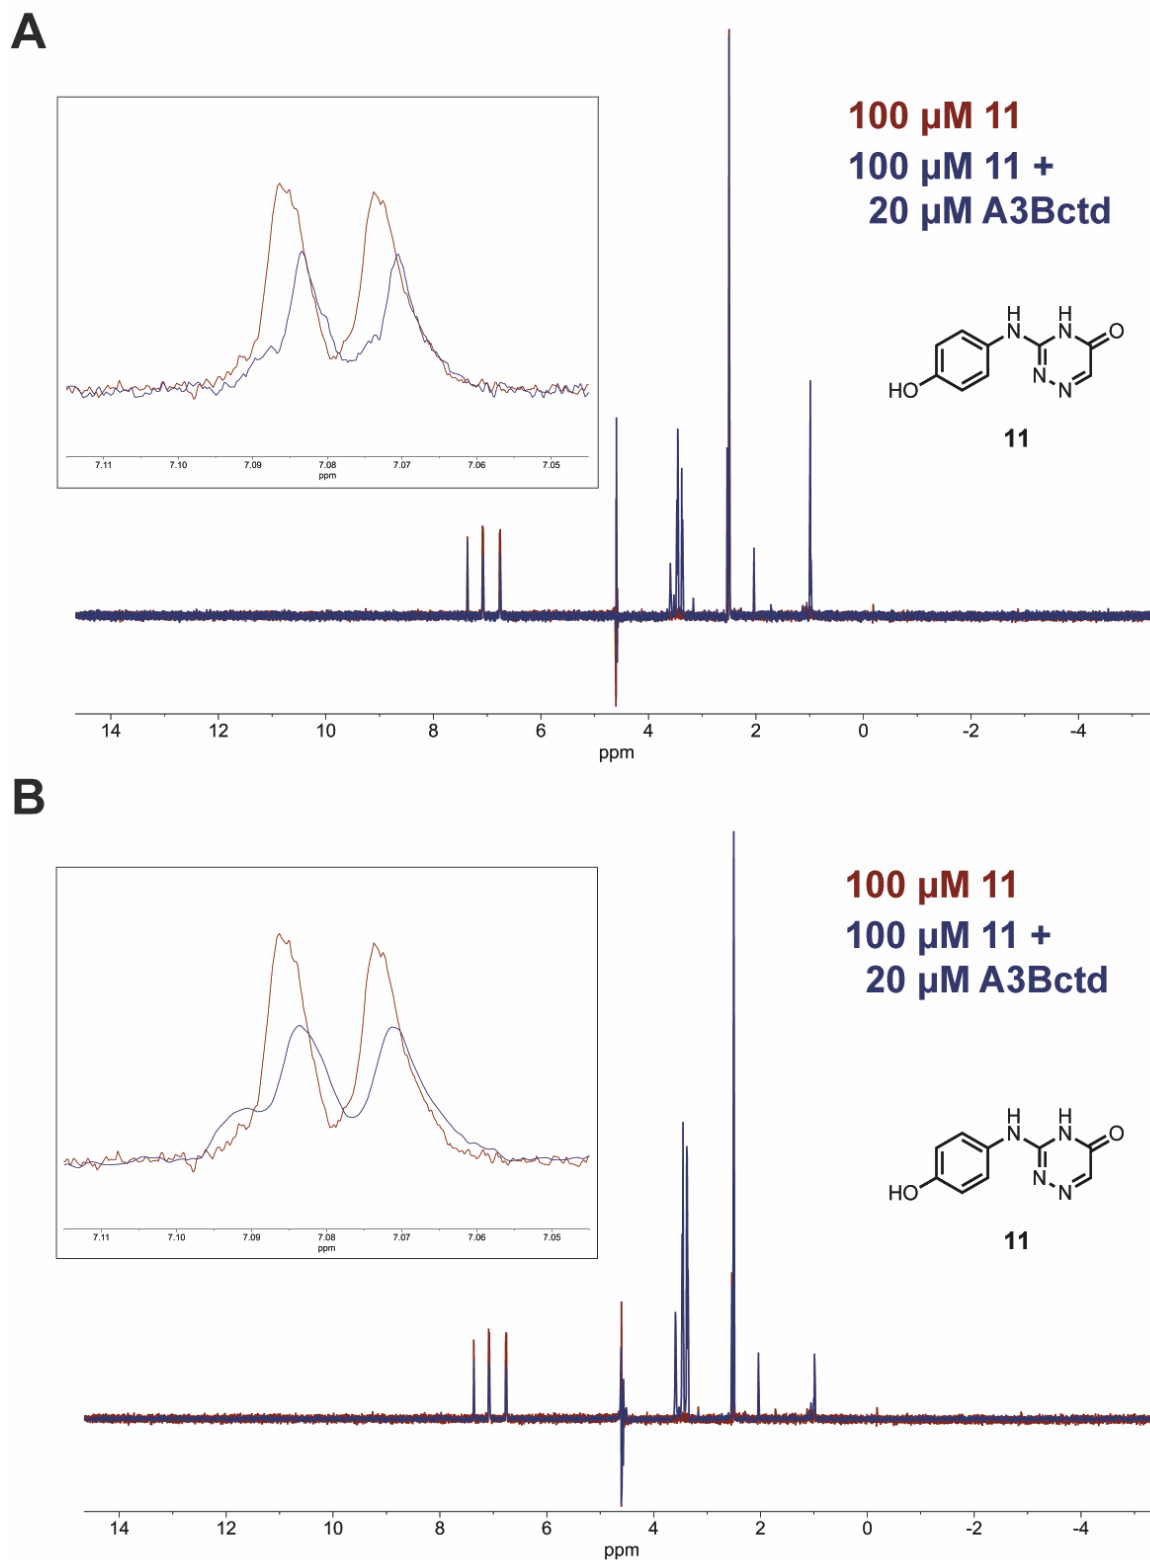 A
100 µM 11
100 µM 11 +
20 µM A3Bctd
7.11 7.10 7.09 7.08 7.07 7.06 7.05
ppm
H H
N N O
HO N N
11
14 12 10 8 6 4 2 0 -2 -4
ppm
B
100 µM 11
100 µM 11 +
20 µM A3Bctd
7.11 7.10 7.09 7.08 7.07 7.06 7.05
ppm
H H
N N O
HO N N
11
14 12 10 8 6 4 2 0 -2 -4
ppm